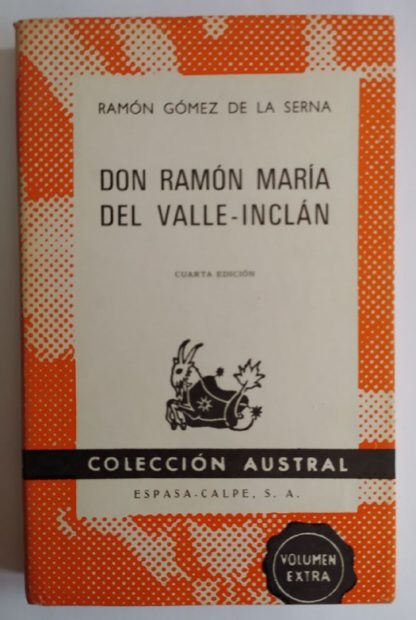 RAMÓN GÓMEZ DE LA SERNA
DON RAMÓN MARÍA
DEL VALLE-INCLÁN
CUARTA EDICIÓN
COLECCIÓN AUSTRAL
ESPASA-CALPE, S. A.
VOLUMEN
EXTRA